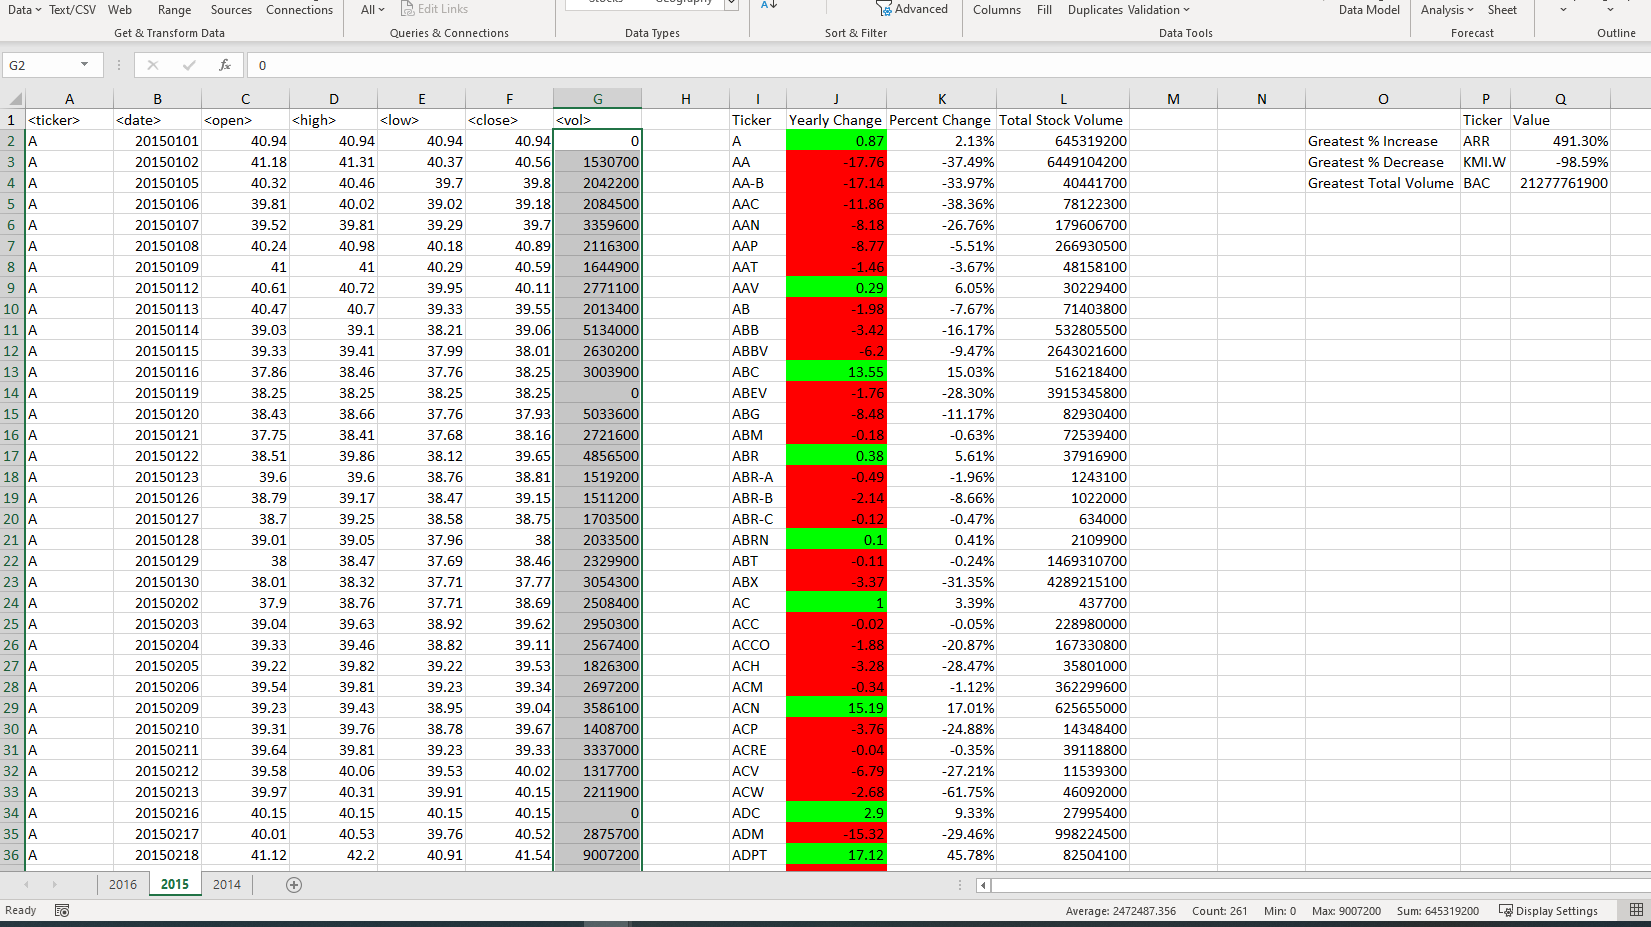 Data Text/CSV Web Range Sources Connections All Edit Links Advanced Columns Fill Duplicates Validation Data Model Analysis Sheet
Get & Transform Data Queries & Connections Data Types Sort & Filter Data Tools Forecast Outline
G2 fx 0
A B C D E F G H I J K L M N O P Q
1 <ticker> <date> <open> <high> <low> <close> <vol> Ticker Yearly Change Percent Change Total Stock Volume Ticker Value
2 A 20150101 40.94 40.94 40.94 40.94 0 A 0.87 2.13% 645319200 Greatest % Increase ARR 491.30%
3 A 20150102 41.18 41.31 40.37 40.56 1530700 AA -17.76 -37.49% 6449104200 Greatest % Decrease KMI.W -98.59%
4 A 20150105 40.32 40.46 39.7 39.8 2042200 AA-B -17.14 -33.97% 40441700 Greatest Total Volume BAC 21277761900
5 A 20150106 39.81 40.02 39.02 39.18 2084500 AAC -11.86 -38.36% 78122300
6 A 20150107 39.52 39.81 39.29 39.7 3359600 AAN -8.18 -26.76% 179606700
7 A 20150108 40.24 40.98 40.18 40.89 2116300 AAP -8.77 -5.51% 266930500
8 A 20150109 41 41 40.29 40.59 1644900 AAT -1.46 -3.67% 48158100
9 A 20150112 40.61 40.72 39.95 40.11 2771100 AAV 0.29 6.05% 30229400
10 A 20150113 40.47 40.7 39.33 39.55 2013400 AB -1.98 -7.67% 71403800
11 A 20150114 39.03 39.1 38.21 39.06 5134000 ABB -3.42 -16.17% 532805500
12 A 20150115 39.33 39.41 37.99 38.01 2630200 ABBV -6.2 -9.47% 2643021600
13 A 20150116 37.86 38.46 37.76 38.25 3003900 ABC 13.55 15.03% 516218400
14 A 20150119 38.25 38.25 38.25 38.25 0 ABEV -1.76 -28.30% 3915345800
15 A 20150120 38.43 38.66 37.76 37.93 5033600 ABG -8.48 -11.17% 82930400
16 A 20150121 37.75 38.41 37.68 38.16 2721600 ABM -0.18 -0.63% 72539400
17 A 20150122 38.51 39.86 38.12 39.65 4856500 ABR 0.38 5.61% 37916900
18 A 20150123 39.6 39.6 38.76 38.81 1519200 ABR-A -0.49 -1.96% 1243100
19 A 20150126 38.79 39.17 38.47 39.15 1511200 ABR-B -2.14 -8.66% 1022000
20 A 20150127 38.7 39.25 38.58 38.75 1703500 ABR-C -0.12 -0.47% 634000
21 A 20150128 39.01 39.05 37.96 38 2033500 ABRN 0.1 0.41% 2109900
22 A 20150129 38 38.47 37.69 38.46 2329900 ABT -0.11 -0.24% 1469310700
23 A 20150130 38.01 38.32 37.71 37.77 3054300 ABX -3.37 -31.35% 4289215100
24 A 20150202 37.9 38.76 37.71 38.69 2508400 AC 1 3.39% 437700
25 A 20150203 39.04 39.63 38.92 39.62 2950300 ACC -0.02 -0.05% 228980000
26 A 20150204 39.33 39.46 38.82 39.11 2567400 ACCO -1.88 -20.87% 167330800
27 A 20150205 39.22 39.82 39.22 39.53 1826300 ACH -3.28 -28.47% 35801000
28 A 20150206 39.54 39.81 39.23 39.34 2697200 ACM -0.34 -1.12% 362299600
29 A 20150209 39.23 39.43 38.95 39.04 3586100 ACN 15.19 17.01% 625655000
30 A 20150210 39.31 39.76 38.78 39.67 1408700 ACP -3.76 -24.88% 14348400
31 A 20150211 39.64 39.81 39.23 39.33 3337000 ACRE -0.04 -0.35% 39118800
32 A 20150212 39.58 40.06 39.53 40.02 1317700 ACV -6.79 -27.21% 11539300
33 A 20150213 39.97 40.31 39.91 40.15 2211900 ACW -2.68 -61.75% 46092000
34 A 20150216 40.15 40.15 40.15 40.15 0 ADC 2.9 9.33% 27995400
35 A 20150217 40.01 40.53 39.76 40.52 2875700 ADM -15.32 -29.46% 998224500
36 A 20150218 41.12 42.2 40.91 41.54 9007200 ADPT 17.12 45.78% 82504100
2016 2015 2014
Ready Average: 2472487.356 Count: 261 Min: 0 Max: 9007200 Sum: 645319200 Display Settings